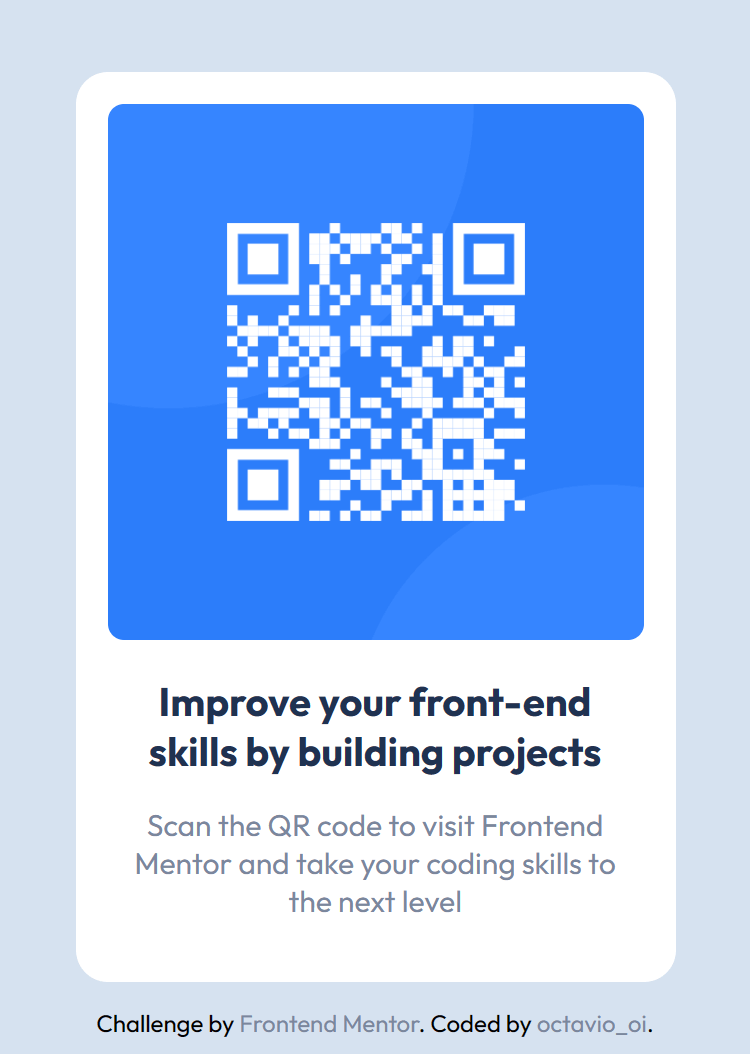 Improve your front-end
skills by building projects
Scan the QR code to visit Frontend
Mentor and take your coding skills to
the next level
Challenge by Frontend Mentor. Coded by octavio_oi.